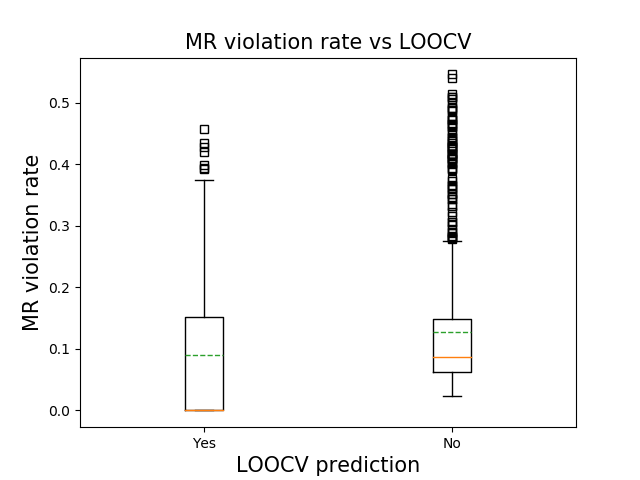 MR violation rate vs LOOCV
MR violation rate
0.5
0.4
0.3
0.2
0.1
0.0
Yes
No
LOOCV prediction